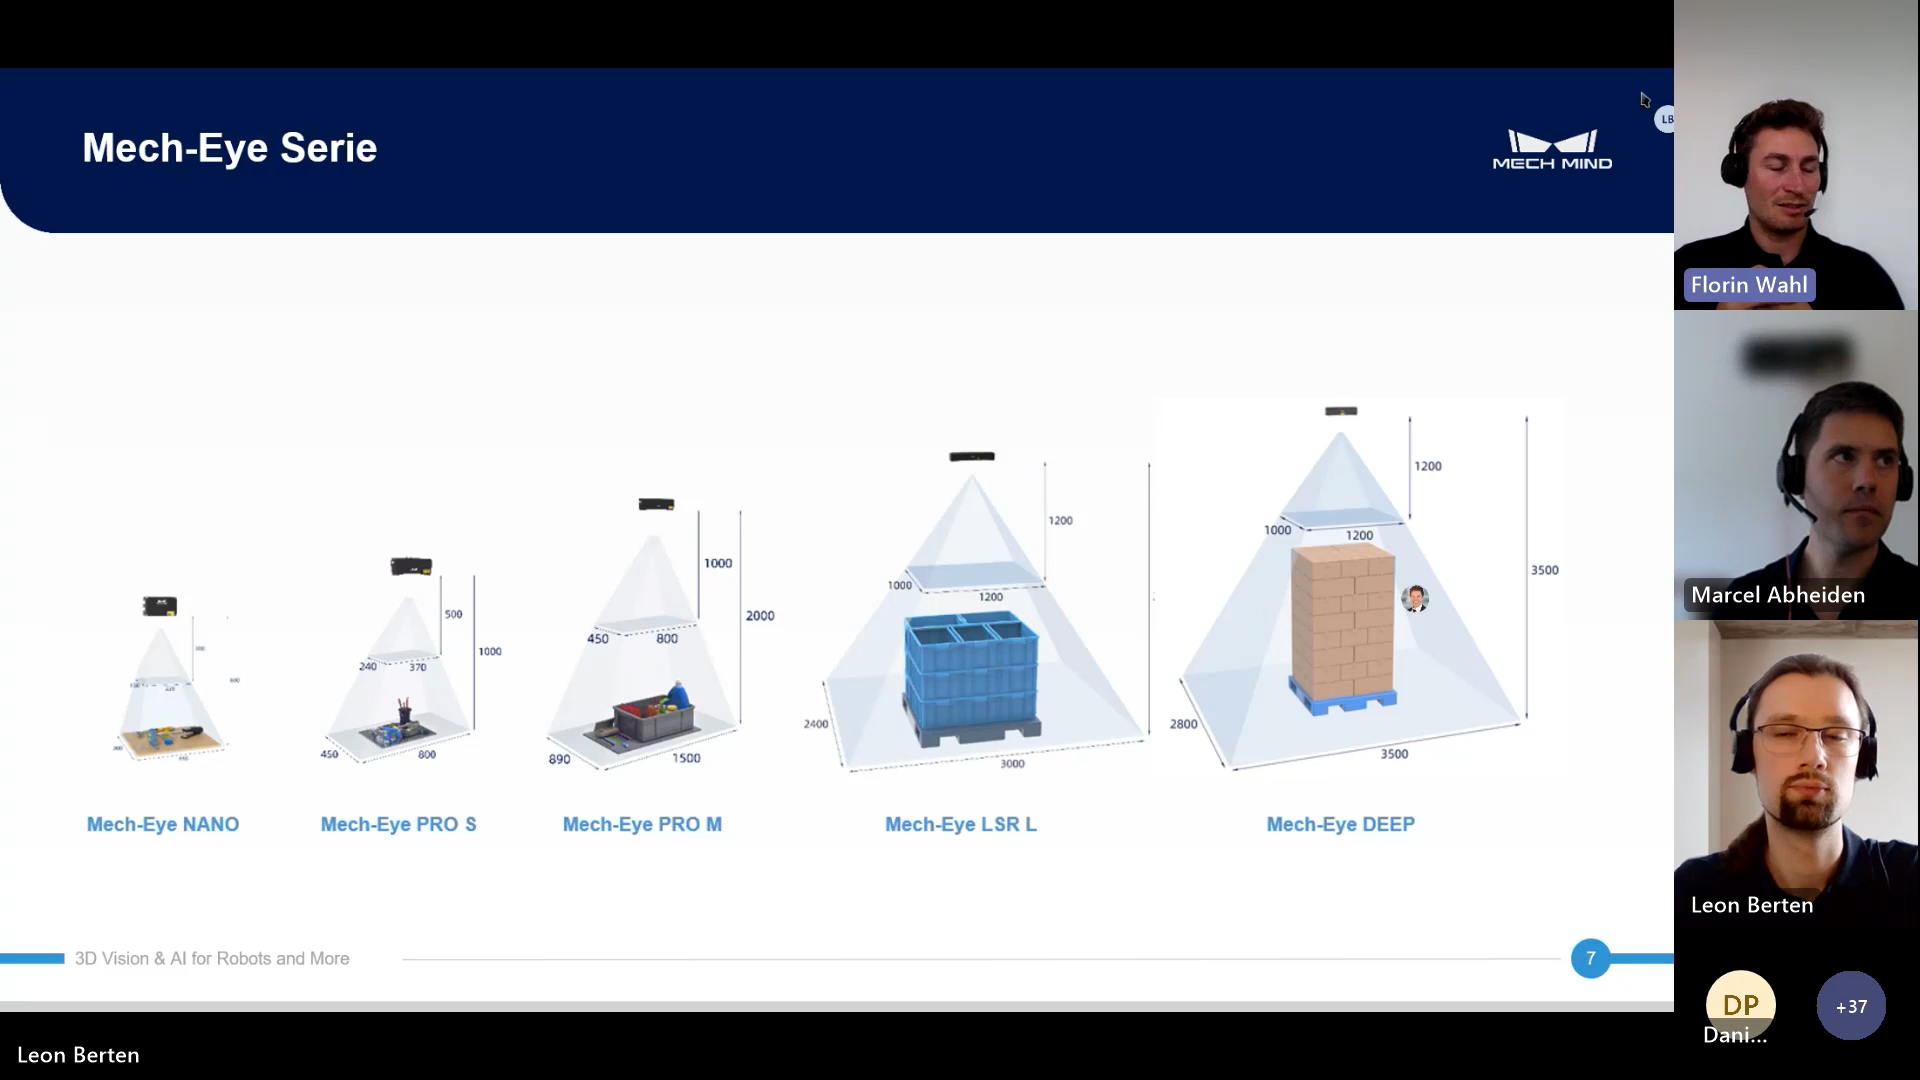 Mech-Eye Serie
LB
MECH MIND
Florin Wahl
1200
1200
500
1000
1000
1000
1200
1000
1200
3500
450
800
2000
240
370
1000
Marcel Abheiden
2400
2800
450
800
890
1500
3000
3500
Mech-Eye NANO
Mech-Eye PRO S
Mech-Eye PRO M
Mech-Eye LSR L
Mech-Eye DEEP
Leon Berten
3D Vision & AI for Robots and More
7
DP
Dani...
+37
Leon Berten